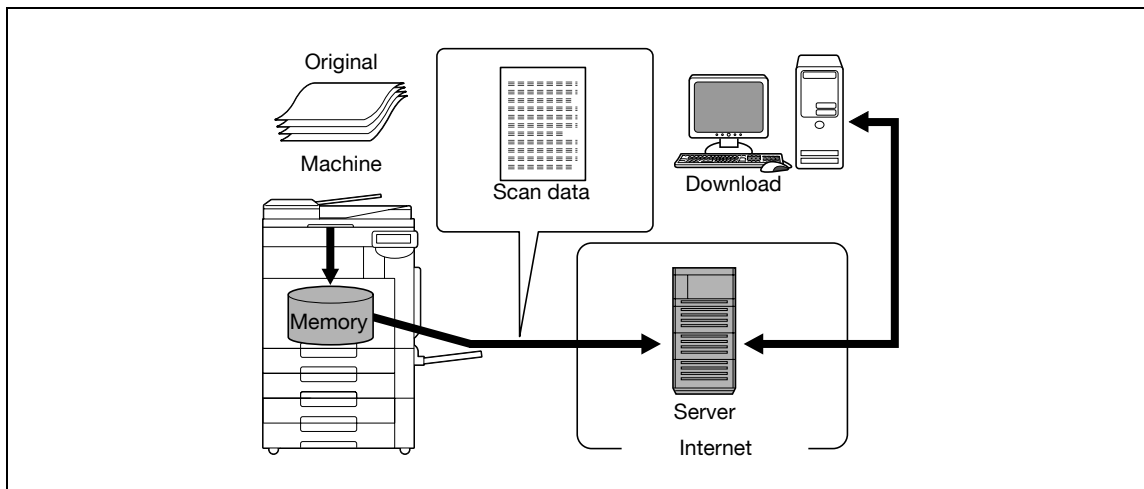 Original
Machine
Memory
Scan data
Download
Server
Internet